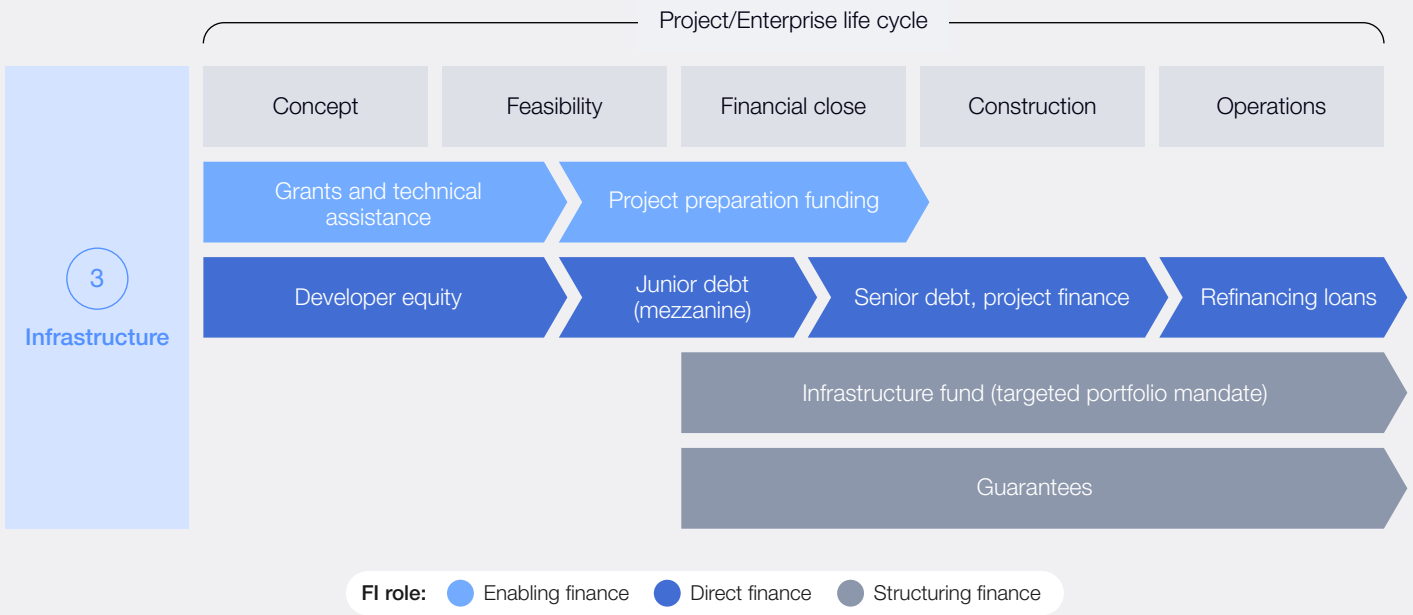 Project/Enterprise life cycle
Concept
Feasibility
Financial close
Construction
Operations
3
Infrastructure
Grants and technical
assistance
Project preparation funding
Developer equity
Junior debt
(mezzanine)
Senior debt, project finance
Refinancing loans
Infrastructure fund (targeted portfolio mandate)
Guarantees
FI role: Enabling finance Direct finance Structuring finance